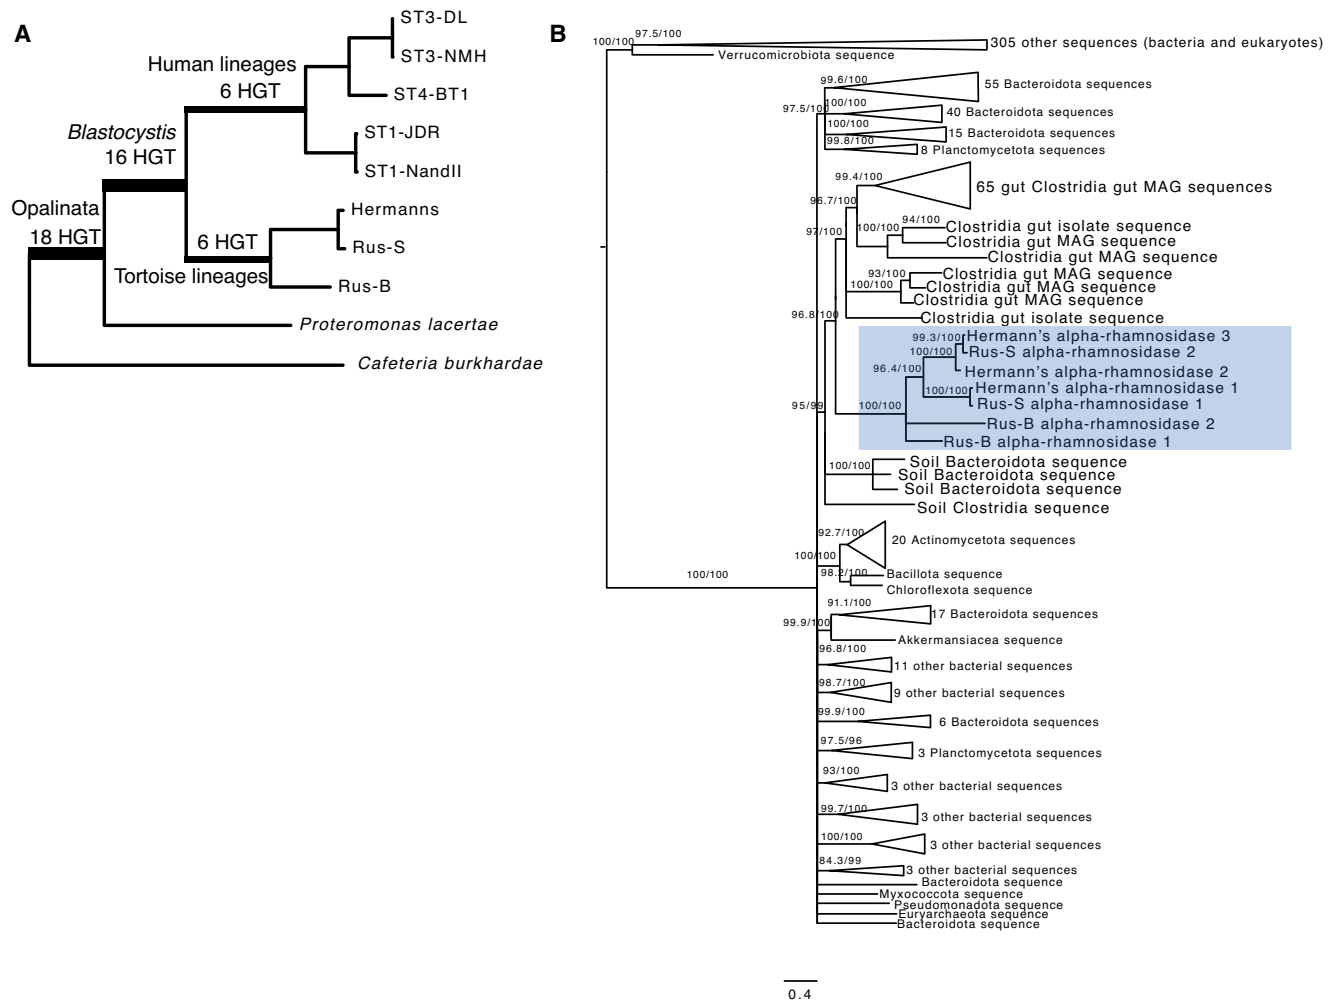 A
ST3-DL
ST3-NMH
Human lineages
6 HGT
ST4-BT1
Blastocystis
16 HGT
ST1-JDR
ST1-NandII
Opalinata
18 HGT
Hermanns
6 HGT
Rus-S
Tortoise lineages
Rus-B
Proteromonas lacertae
Cafeteria burkhardae
B
97.5/100
100/100
305 other sequences (bacteria and eukaryotes)
Verrucomicrobiota sequence
99.6/100
55 Bacteroidota sequences
97.5/100
100/100
40 Bacteroidota sequences
100/100
15 Bacteroidota sequences
99.8/100
8 Planctomycetota sequences
99.4/100
65 gut Clostridia gut MAG sequences
96.7/100
94/100
Clostridia gut isolate sequence
97/100
100/100
Clostridia gut MAG sequence
Clostridia gut MAG sequence
93/100
Clostridia gut MAG sequence
100/100
Clostridia gut MAG sequence
Clostridia gut MAG sequence
96.8/100
Clostridia gut isolate sequence
99.3/100
Hermann's alpha-rhamnosidase 3
100/100
Rus-S alpha-rhamnosidase 2
96.4/100
Hermann's alpha-rhamnosidase 2
100/100
Hermann's alpha-rhamnosidase 1
95/99
100/100
Rus-S alpha-rhamnosidase 1
Rus-B alpha-rhamnosidase 2
Rus-B alpha-rhamnosidase 1
100/100
Soil Bacteroidota sequence
Soil Bacteroidota sequence
Soil Bacteroidota sequence
Soil Clostridia sequence
92.7/100
20 Actinomycetota sequences
100/100
98.2/100
Bacillota sequence
100/100
Chloroflexota sequence
91.1/100
17 Bacteroidota sequences
99.9/100
Akkermansiacea sequence
96.8/100
11 other bacterial sequences
98.7/100
9 other bacterial sequences
99.9/100
6 Bacteroidota sequences
97.5/96
3 Planctomycetota sequences
93/100
3 other bacterial sequences
99.7/100
3 other bacterial sequences
100/100
3 other bacterial sequences
84.3/99
3 other bacterial sequences
Bacteroidota sequence
Myxococcota sequence
Pseudomonadota sequence
Euryarchaeota sequence
Bacteroidota sequence
0.4